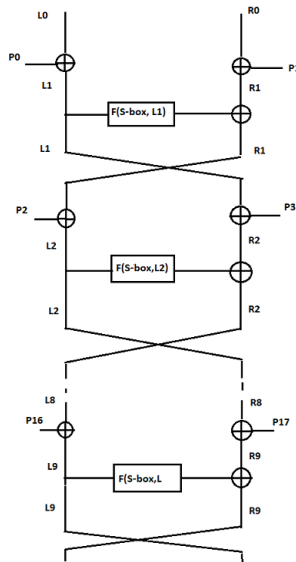 L0 R0
P0 P1
L1 R1
F(S-box, L1)
L1 R1
P2 P3
L2 R2
F(S-box,L2)
L2 R2
L8 R8
P16 P17
L9 R9
F(S-box,L
L9 R9